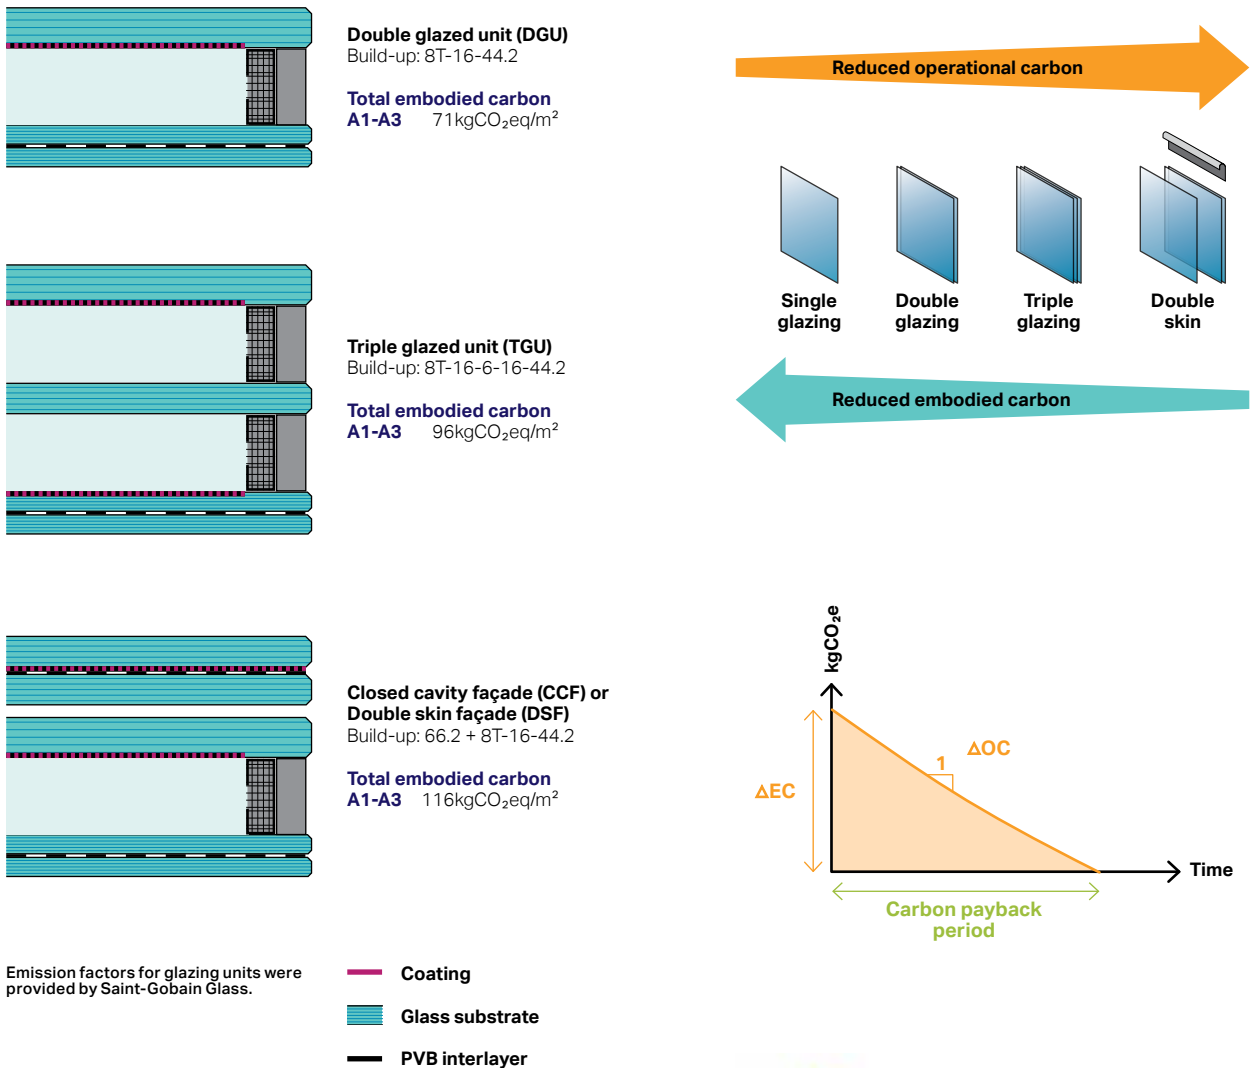 Double glazed unit (DGU)
Build-up: 8T-16-44.2
Total embodied carbon
A1-A3 71kgCO₂eq/m²
Triple glazed unit (TGU)
Build-up: 8T-16-6-16-44.2
Total embodied carbon
A1-A3 96kgCO₂eq/m²
Closed cavity façade (CCF) or
Double skin façade (DSF)
Build-up: 66.2 + 8T-16-44.2
Total embodied carbon
A1-A3 116kgCO₂eq/m²
Emission factors for glazing units were
provided by Saint-Gobain Glass.
Coating
Glass substrate
PVB interlayer
Reduced operational carbon
Single
glazing
Double
glazing
Triple
glazing
Double
skin
Reduced embodied carbon
kgCO₂e
ΔEC
1
ΔOC
Time
Carbon payback
period